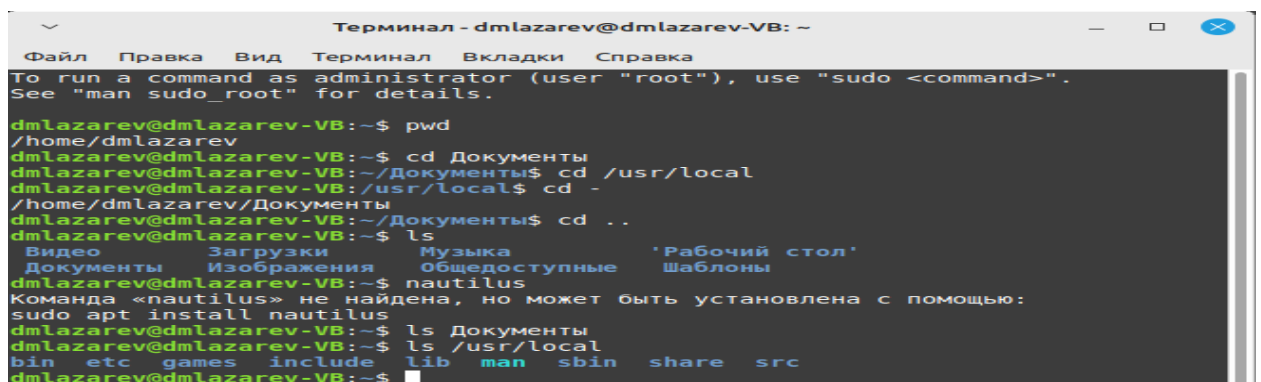 Терминал - dmlazarev@dmlazarev-VB: ~
Файл Правка Вид Терминал Вкладки Справка
To run a command as administrator (user "root"), use "sudo <command>".
See "man sudo_root" for details.
dmlazarev@dmlazarev-VB:~$ pwd
/home/dmlazarev
dmlazarev@dmlazarev-VB:~$ cd Документы
dmlazarev@dmlazarev-VB:~/Документы$ cd /usr/local
dmlazarev@dmlazarev-VB:/usr/local$ cd -
/home/dmlazarev/Документы
dmlazarev@dmlazarev-VB:~/Документы$ cd ..
dmlazarev@dmlazarev-VB:~$ ls
Видео Загрузки Музыка 'Рабочий стол'
Документы Изображения Общедоступные Шаблоны
dmlazarev@dmlazarev-VB:~$ nautilus
Команда «nautilus» не найдена, но может быть установлена с помощью:
sudo apt install nautilus
dmlazarev@dmlazarev-VB:~$ ls Документы
dmlazarev@dmlazarev-VB:~$ ls /usr/local
bin etc games include lib man sbin share src
dmlazarev@dmlazarev-VB:~$